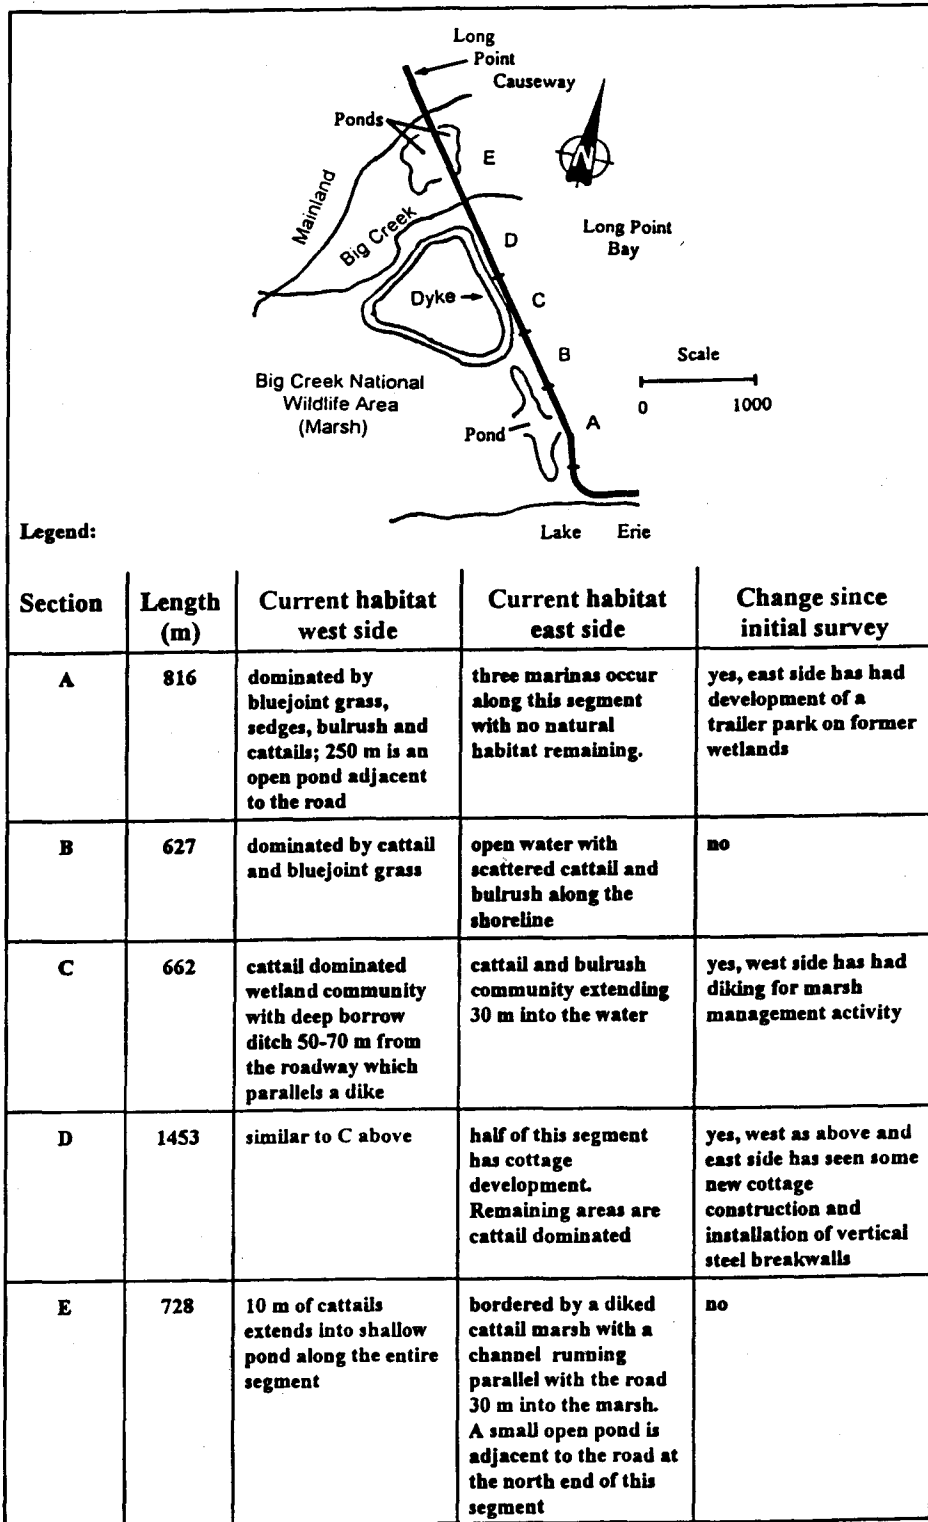 Long
Point
Causeway
Ponds
E
N
Mainland
Big Creek
D
Long Point
Bay
Dyke
C
B
Scale
0 1000
Big Creek National
Wildlife Area
(Marsh)
Pond
A
Legend:
Lake Erie
Section
Length
(m)
Current habitat
west side
Current habitat
east side
Change since
initial survey
A
816
dominated by
bluejoint grass,
sedges, bulrush and
cattails; 250 m is an
open pond adjacent
to the road
three marinas occur
along this segment
with no natural
habitat remaining.
yes, east side has had
development of a
trailer park on former
wetlands
B
627
dominated by cattail
and bluejoint grass
open water with
scattered cattail and
bulrush along the
shoreline
no
C
662
cattail dominated
wetland community
with deep borrow
ditch 50-70 m from
the roadway which
parallels a dike
cattail and bulrush
community extending
30 m into the water
yes, west side has had
diking for marsh
management activity
D
1453
similar to C above
half of this segment
has cottage
development.
Remaining areas are
cattail dominated
yes, west as above and
east side has seen some
new cottage
construction and
installation of vertical
steel breakwalls
E
728
10 m of cattails
extends into shallow
pond along the entire
segment
bordered by a diked
cattail marsh with a
channel running
parallel with the road
30 m into the marsh.
A small open pond is
adjacent to the road at
the north end of this
segment
no